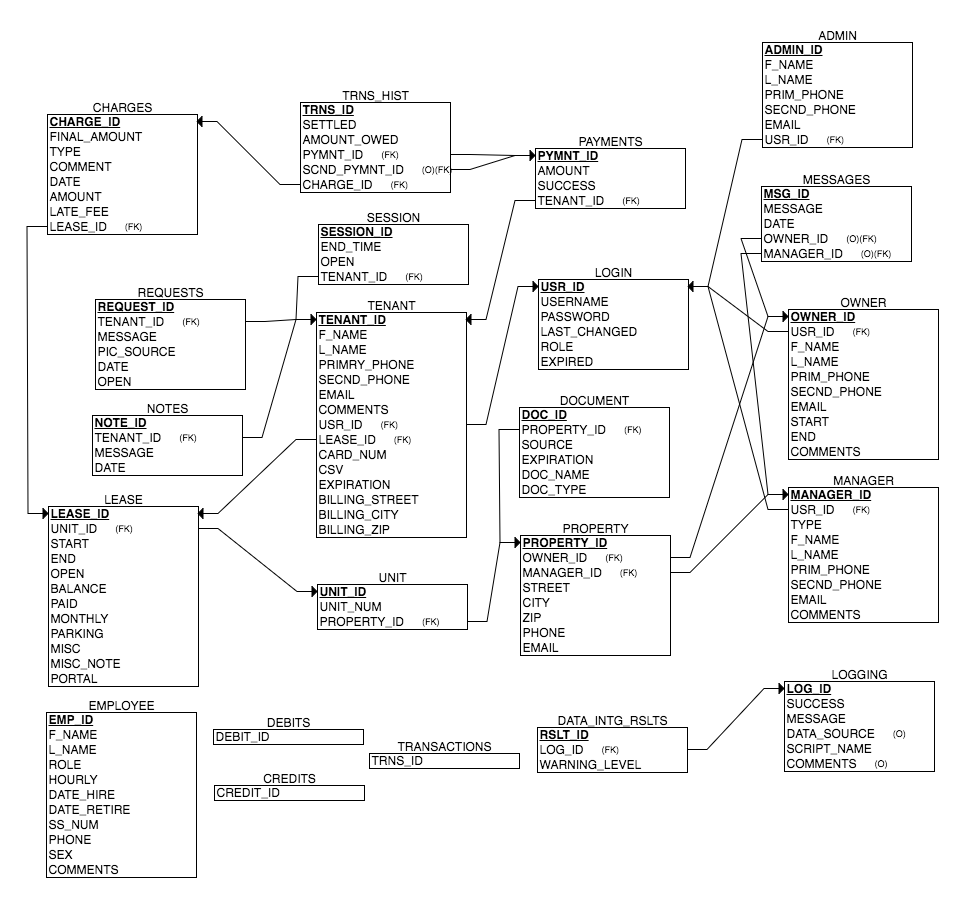 ADMIN
ADMIN_ID
F_NAME
L_NAME
PRIM_PHONE
SECND_PHONE
EMAIL
USR_ID (FK)
CHARGES
CHARGE_ID
FINAL_AMOUNT
TYPE
COMMENT
DATE
AMOUNT
LATE_FEE
LEASE_ID (FK)
TRNS_HIST
TRNS_ID
SETTLED
AMOUNT_OWED
PYMNT_ID (FK)
SCND_PYMNT_ID (O)(FK)
CHARGE_ID (FK)
PAYMENTS
PYMNT_ID
AMOUNT
SUCCESS
TENANT_ID (FK)
MESSAGES
MSG_ID
MESSAGE
DATE
OWNER_ID (O)(FK)
MANAGER_ID (O)(FK)
SESSION
SESSION_ID
END_TIME
OPEN
TENANT_ID (FK)
LOGIN
USR_ID
USERNAME
PASSWORD
LAST_CHANGED
ROLE
EXPIRED
REQUESTS
REQUEST_ID
TENANT_ID (FK)
MESSAGE
PIC_SOURCE
DATE
OPEN
TENANT
TENANT_ID
F_NAME
L_NAME
PRIMRY_PHONE
SECND_PHONE
EMAIL
COMMENTS
USR_ID (FK)
LEASE_ID (FK)
CARD_NUM
CSV
EXPIRATION
BILLING_STREET
BILLING_CITY
BILLING_ZIP
OWNER
OWNER_ID
USR_ID (FK)
F_NAME
L_NAME
PRIM_PHONE
SECND_PHONE
EMAIL
START
END
COMMENTS
NOTES
NOTE_ID
TENANT_ID (FK)
MESSAGE
DATE
DOCUMENT
DOC_ID
PROPERTY_ID (FK)
SOURCE
EXPIRATION
DOC_NAME
DOC_TYPE
MANAGER
MANAGER_ID
USR_ID (FK)
TYPE
F_NAME
L_NAME
PRIM_PHONE
SECND_PHONE
EMAIL
COMMENTS
LEASE
LEASE_ID
UNIT_ID (FK)
START
END
OPEN
BALANCE
PAID
MONTHLY
PARKING
MISC
MISC_NOTE
PORTAL
PROPERTY
PROPERTY_ID
OWNER_ID (FK)
MANAGER_ID (FK)
STREET
CITY
ZIP
PHONE
EMAIL
UNIT
UNIT_ID
UNIT_NUM
PROPERTY_ID (FK)
LOGGING
LOG_ID
SUCCESS
MESSAGE
DATA_SOURCE (O)
SCRIPT_NAME
COMMENTS (O)
EMPLOYEE
EMP_ID
F_NAME
L_NAME
ROLE
HOURLY
DATE_HIRE
DATE_RETIRE
SS_NUM
PHONE
SEX
COMMENTS
DEBITS
DEBIT_ID
TRANSACTIONS
TRNS_ID
CREDITS
CREDIT_ID
DATA_INTG_RSLTS
RSLT_ID
LOG_ID (FK)
WARNING_LEVEL